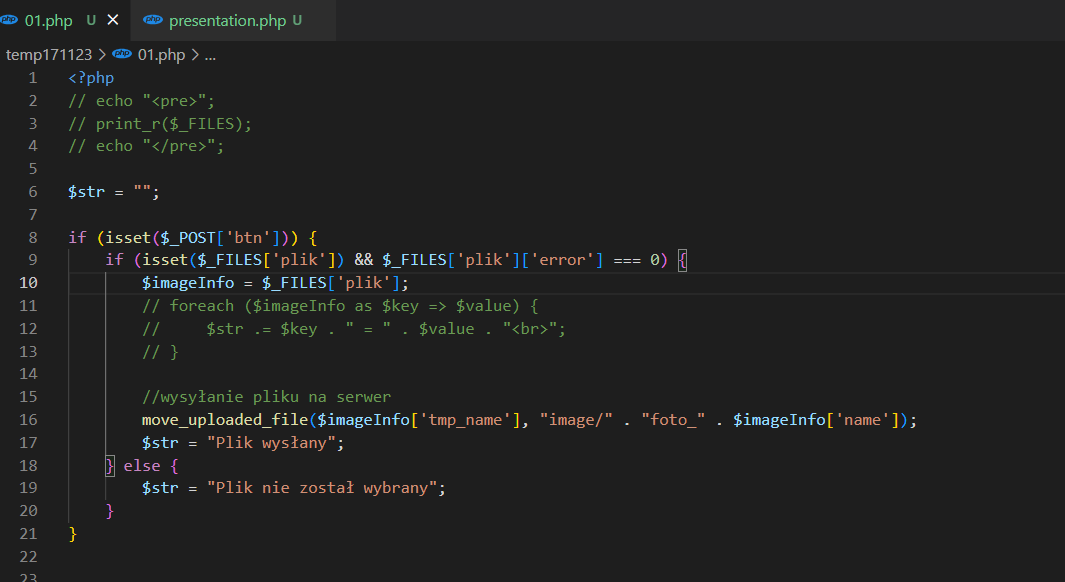 php 01.php U × php presentation.php U
temp171123 > php 01.php > ...
1 <?php
2 // echo "<pre>";
3 // print_r($_FILES);
4 // echo "</pre>";
5
6 $str = "";
7
8 if (isset($_POST['btn'])) {
9 if (isset($_FILES['plik']) && $_FILES['plik']['error'] === 0) {
10 $imageInfo = $_FILES['plik'];
11 // foreach ($imageInfo as $key => $value) {
12 // $str .= $key . " = " . $value . "<br>";
13 // }
14
15 //wysyłanie pliku na serwer
16 move_uploaded_file($imageInfo['tmp_name'], "image/" . "foto_" . $imageInfo['name']);
17 $str = "Plik wysłany";
18 } else {
19 $str = "Plik nie został wybrany";
20 }
21 }
22
23